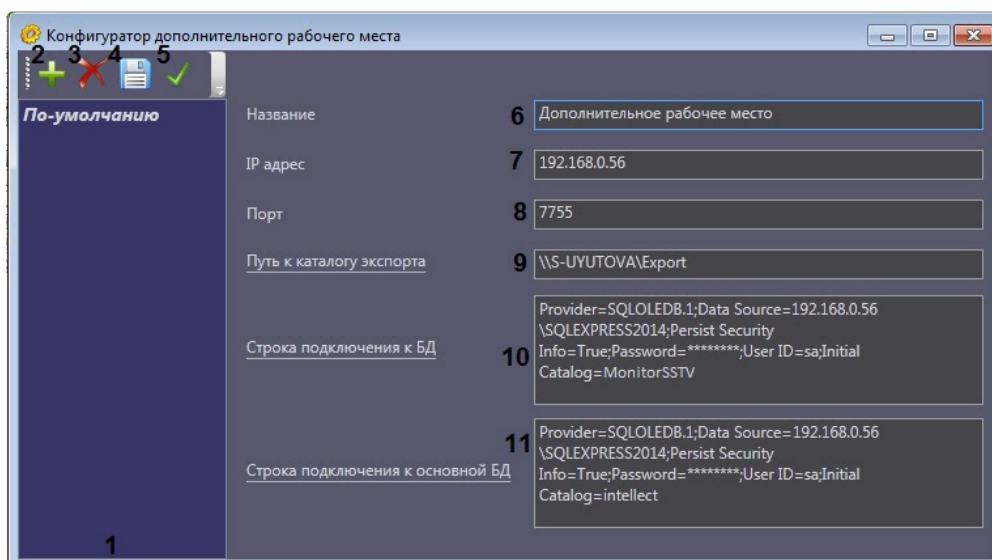 Конфигуратор дополнительного рабочего места
2 3 4 5
По-умолчанию
Название 6 Дополнительное рабочее место
IP адрес 7 192.168.0.56
Порт 8 7755
Путь к каталогу экспорта 9 \\S-UYUTOVA\Export
Строка подключения к БД 10
Provider=SQLOLEDB.1;Data Source=192.168.0.56
\SQLEXPRESS2014;Persist Security
Info=True;Password=********;User ID=sa;Initial
Catalog=MonitorSSTV
Строка подключения к основной БД 11
Provider=SQLOLEDB.1;Data Source=192.168.0.56
\SQLEXPRESS2014;Persist Security
Info=True;Password=********;User ID=sa;Initial
Catalog=intellect
1